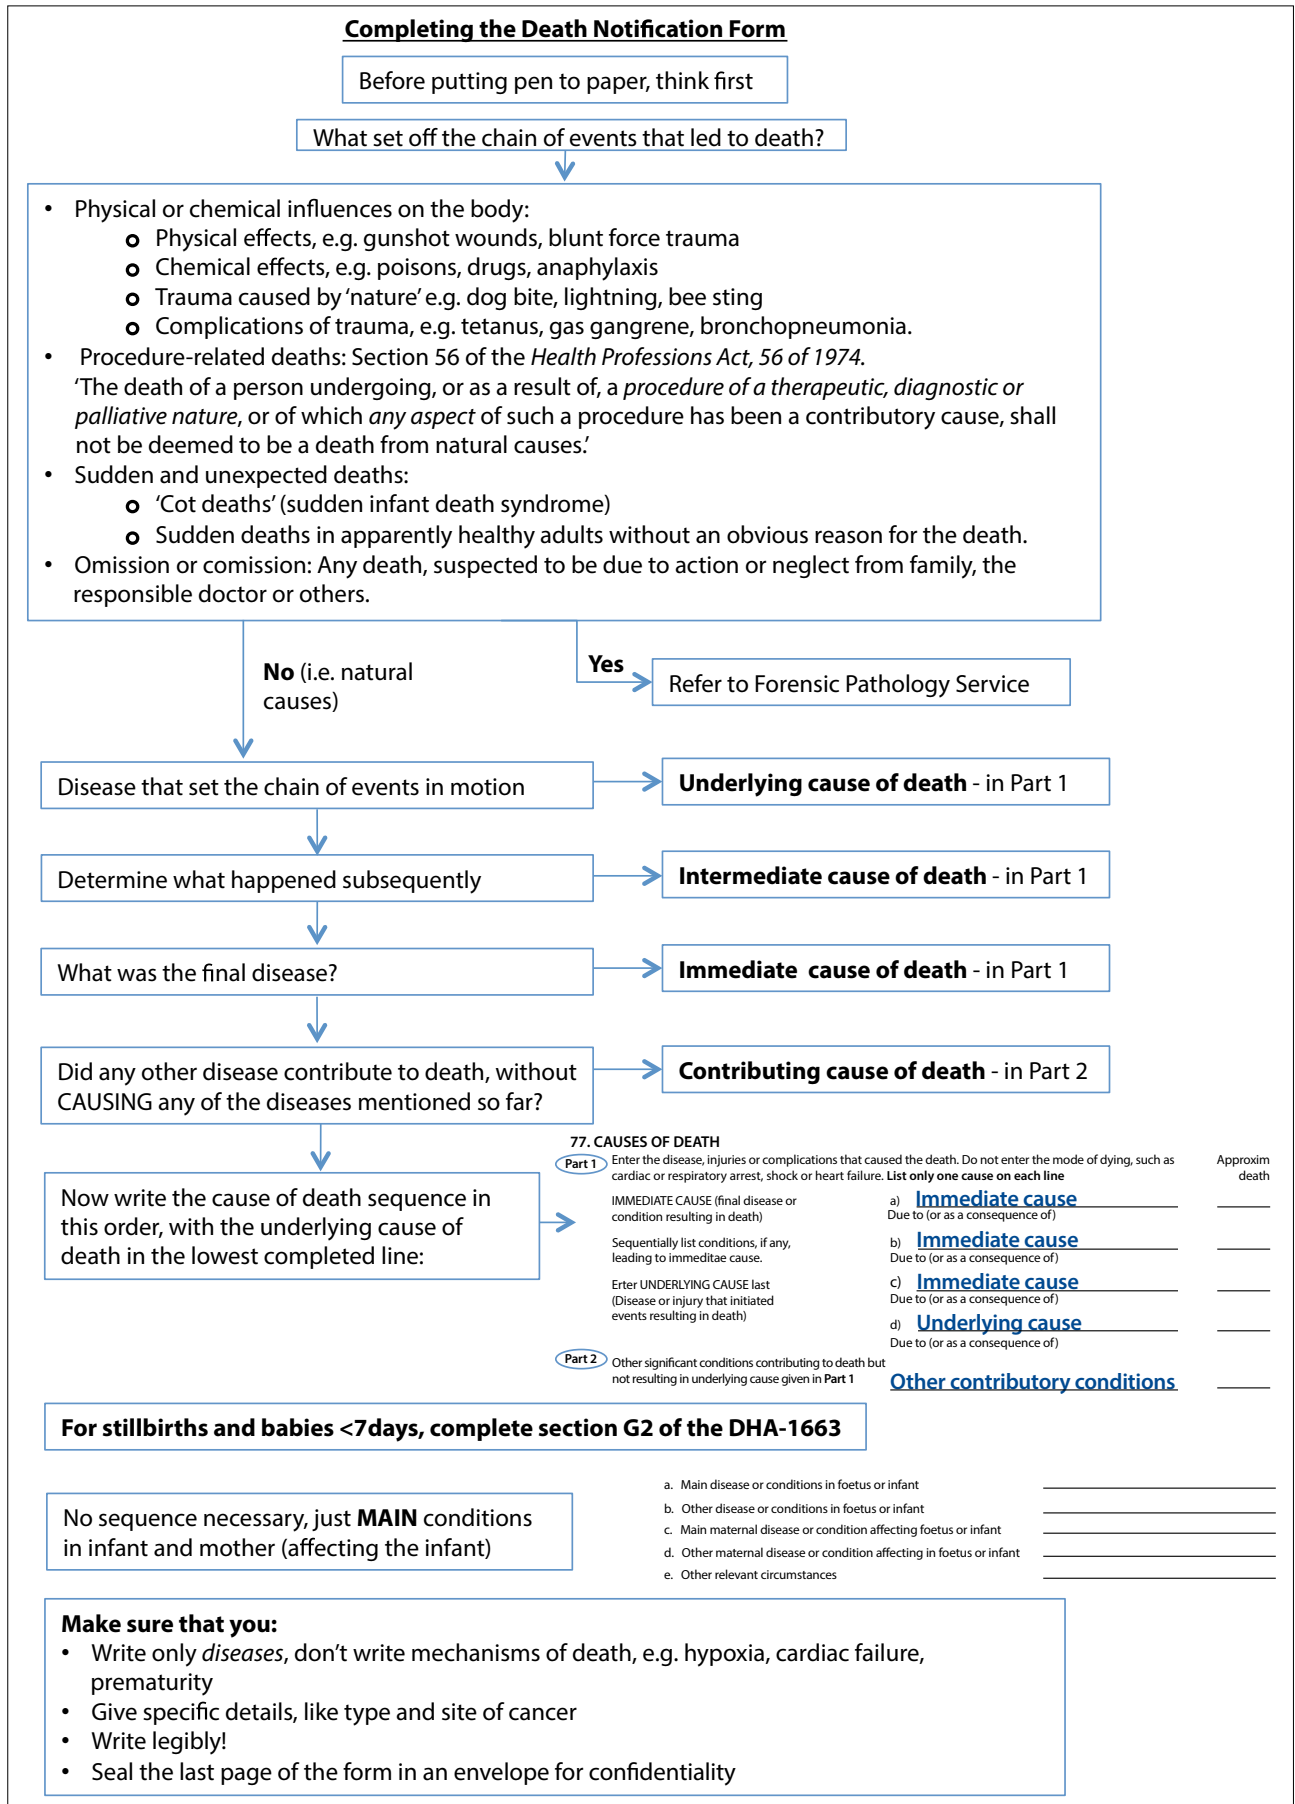 Completing the Death Notification Form
Before putting pen to paper, think first
What set off the chain of events that led to death?
• Physical or chemical influences on the body:
o Physical effects, e.g. gunshot wounds, blunt force trauma
o Chemical effects, e.g. poisons, drugs, anaphylaxis
o Trauma caused by 'nature' e.g. dog bite, lightning, bee sting
o Complications of trauma, e.g. tetanus, gas gangrene, bronchopneumonia.
• Procedure-related deaths: Section 56 of the Health Professions Act, 56 of 1974.
'The death of a person undergoing, or as a result of, a procedure of a therapeutic, diagnostic or
palliative nature, or of which any aspect of such a procedure has been a contributory cause, shall
not be deemed to be a death from natural causes.'
• Sudden and unexpected deaths:
o 'Cot deaths' (sudden infant death syndrome)
o Sudden deaths in apparently healthy adults without an obvious reason for the death.
• Omission or comission: Any death, suspected to be due to action or neglect from family, the
responsible doctor or others.
No (i.e. natural
causes)
Yes
Refer to Forensic Pathology Service
Disease that set the chain of events in motion
Underlying cause of death - in Part 1
Determine what happened subsequently
Intermediate cause of death - in Part 1
What was the final disease?
Immediate cause of death - in Part 1
Did any other disease contribute to death, without
CAUSING any of the diseases mentioned so far?
Contributing cause of death - in Part 2
Now write the cause of death sequence in
this order, with the underlying cause of
death in the lowest completed line:
77. CAUSES OF DEATH
Part 1
Enter the disease, injuries or complications that caused the death. Do not enter the mode of dying, such as
cardiac or respiratory arrest, shock or heart failure. List only one cause on each line
Approxim
death
IMMEDIATE CAUSE (final disease or
condition resulting in death)
a) Immediate cause
Due to (or as a consequence of)
Sequentially list conditions, if any,
leading to immeditae cause.
b) Immediate cause
Due to (or as a consequence of)
Erter UNDERLYING CAUSE last
(Disease or injury that initiated
events resulting in death)
c) Immediate cause
Due to (or as a consequence of)
d) Underlying cause
Due to (or as a consequence of)
Part 2
Other significant conditions contributing to death but
not resulting in underlying cause given in Part 1
Other contributory conditions
For stillbirths and babies <7days, complete section G2 of the DHA-1663
No sequence necessary, just MAIN conditions
in infant and mother (affecting the infant)
a. Main disease or conditions in foetus or infant
b. Other disease or conditions in foetus or infant
c. Main maternal disease or condition affecting foetus or infant
d. Other maternal disease or condition affecting in foetus or infant
e. Other relevant circumstances
Make sure that you:
• Write only diseases, don't write mechanisms of death, e.g. hypoxia, cardiac failure,
prematurity
• Give specific details, like type and site of cancer
• Write legibly!
• Seal the last page of the form in an envelope for confidentiality